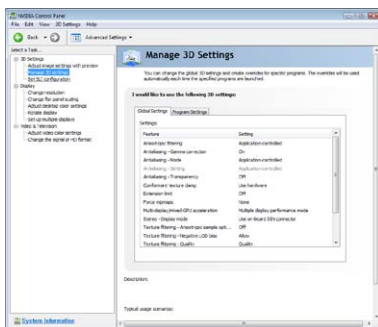 NVIDIA Control Panel
File Edit View 3D Settings Help
Back
Advanced Settings
Select a Task...
3D Settings
Adjust image settings with preview
Manage 3D settings
Set SLI configuration
Display
Change resolution
Change flat panel scaling
Adjust desktop color settings
Rotate display
Set up multiple displays
Video & Television
Adjust video color settings
Change the signal or HD format
System Information
Manage 3D Settings
You can change the global 3D settings and create overrides for specific programs. The overrides will be used
automatically each time the specified programs are launched.
I would like to use the following 3D settings:
Global Settings Program Settings
Settings:
Feature Setting
Anisotropic filtering Application-controlled
Antialiasing - Gamma correction On
Antialiasing - Mode Application-controlled
Antialiasing - Setting Application-controlled
Antialiasing - Transparency Off
Conformant texture clamp Use hardware
Extension limit Off
Force mipmaps None
Multi-display/mixed-GPU acceleration Multiple display performance mode
Stereo - Display mode Use on-board DIN connector
Texture filtering - Anisotropic sample opti... Off
Texture filtering - Negative LOD bias Allow
Texture filtering - Quality Quality
Description:
Typical usage scenarios: